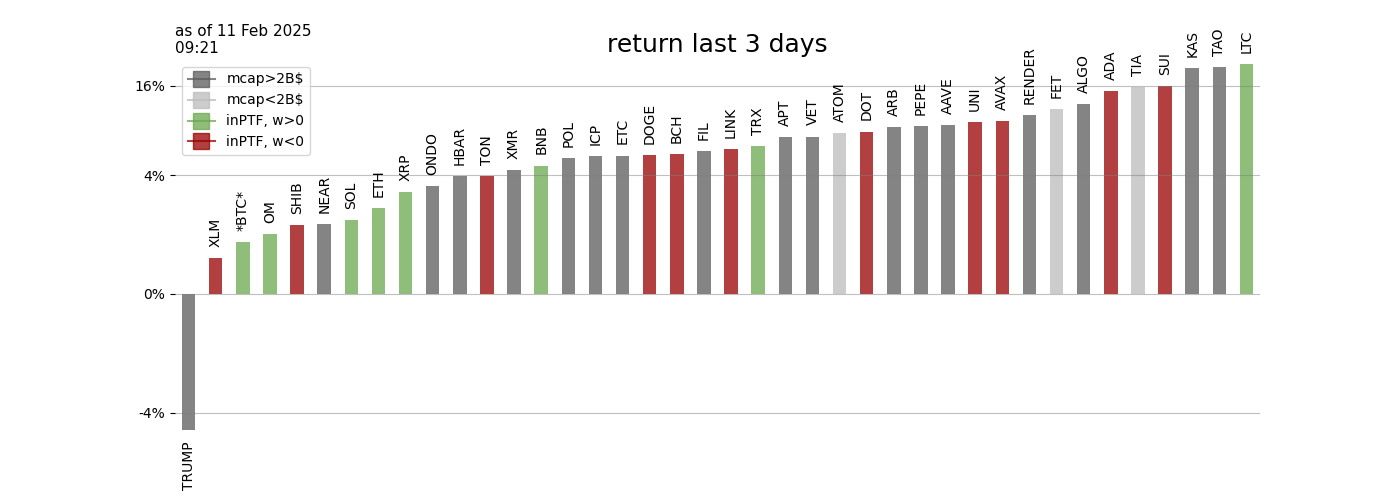 as of 11 Feb 2025
09:21
return last 3 days
mcap>2B$
mcap<2B$
inPTF, w>0
inPTF, w<0
16%
4%
0%
-4%
TRUMP
XLM
*BTC*
OM
SHIB
NEAR
SOL
ETH
XRP
ONDO
HBAR
TON
XMR
BNB
POL
ICP
ETC
DOGE
BCH
FIL
LINK
TRX
APT
VET
ATOM
DOT
ARB
PEPE
AAVE
UNI
AVAX
RENDER
FET
ALGO
ADA
TIA
SUI
KAS
TAO
LTC